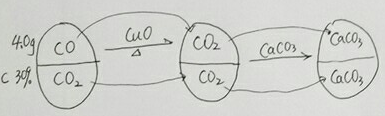 4.0g CO CuO CO₂ CaCO₃ CaCO₃
△
C 30% CO₂ CO₂ CaCO₃